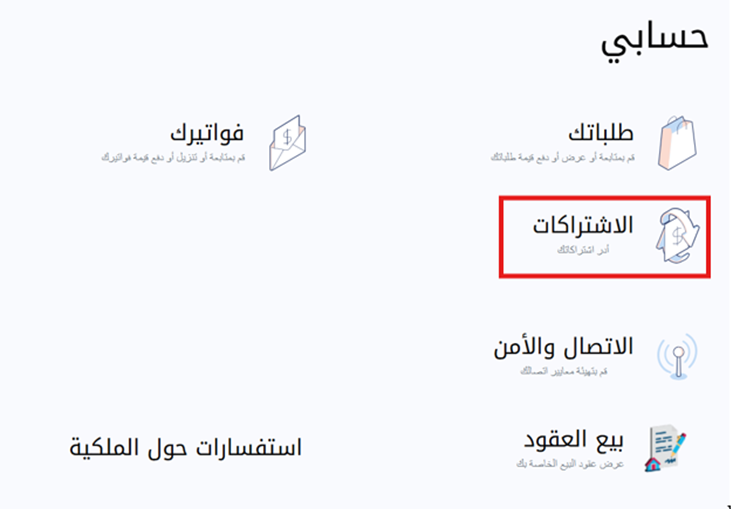 حسابي
طلباتك
قم بمتابعة أو عرض أو دفع قيمة طلباتك
فواتيرك
قم بمتابعة أو تنزيل أو دفع قيمة فواتيرك
الاشتراكات
أدر اشتراكاتك
الاتصال والأمن
قم بتهيئة معايير اتصالك
بيع العقود
عرض عقود البيع الخاصة بك
استفسارات حول الملكية